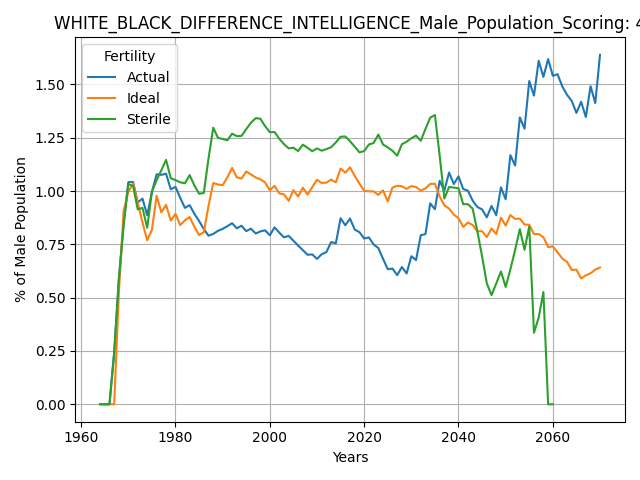 WHITE_BLACK_DIFFERENCE_INTELLIGENCE_Male_Population_Scoring: 4
Fertility
Actual
Ideal
Sterile
1.50
1.25
1.00
0.75
0.50
0.25
0.00
% of Male Population
1960
1980
2000
2020
2040
2060
Years